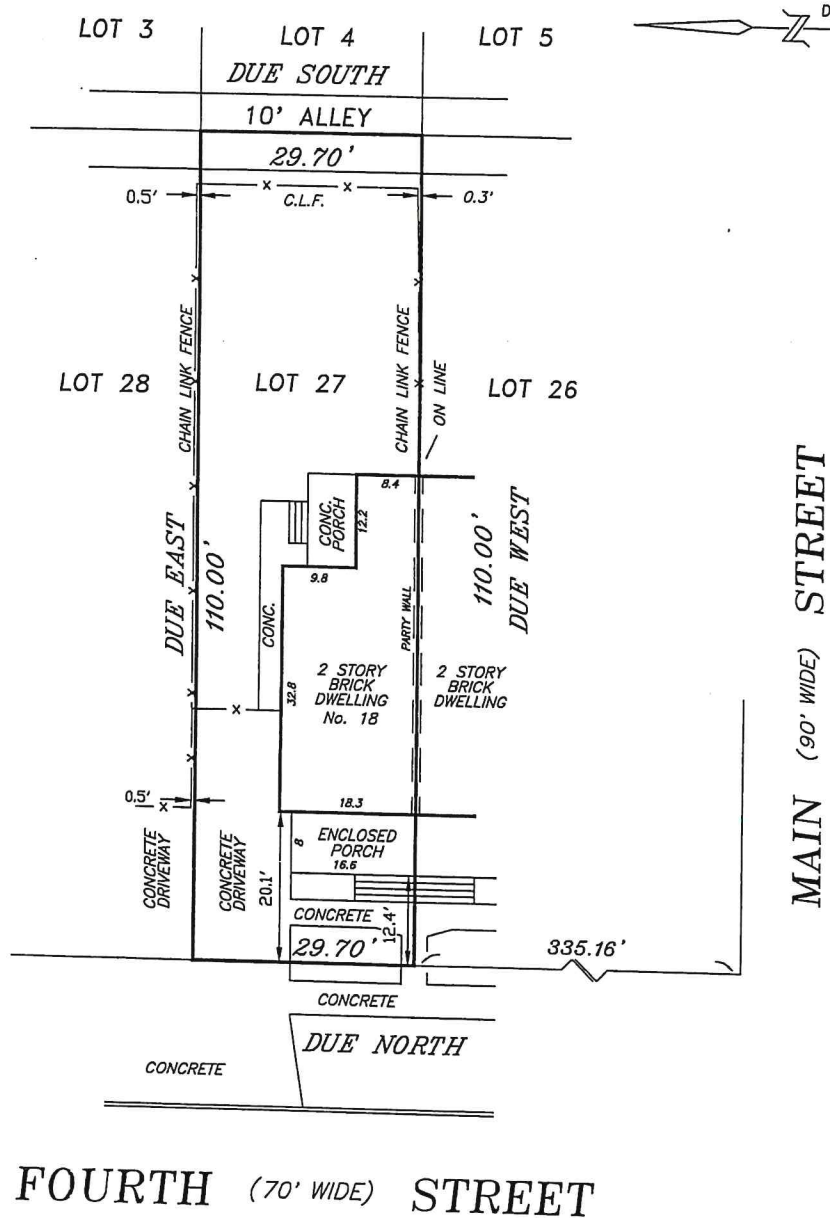 D
LOT 3
LOT 4
LOT 5
DUE SOUTH
10' ALLEY
29.70'
0.5'
C.L.F.
0.3'
CHAIN LINK FENCE
CHAIN LINK FENCE
ON LINE
LOT 28
LOT 27
LOT 26
8.4
CONC.
PORCH
12.2
9.8
DUE EAST
110.00'
CONC.
PARTY WALL
110.00'
DUE WEST
2 STORY
BRICK
DWELLING
No. 18
2 STORY
BRICK
DWELLING
32.8
18.3
0.5'
CONCRETE
DRIVEWAY
CONCRETE
DRIVEWAY
20.1'
8
ENCLOSED
PORCH
16.6
CONCRETE
12.4'
29.70'
335.16'
CONCRETE
DUE NORTH
CONCRETE
MAIN (90' WIDE) STREET
FOURTH (70' WIDE) STREET